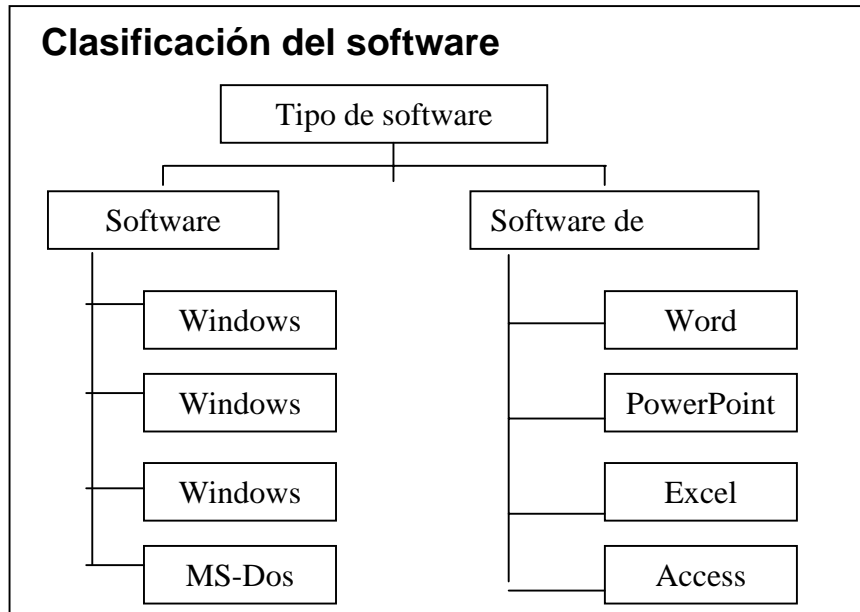 Clasificación del software
Tipo de software
Software
Software de
Windows
Windows
Windows
MS-Dos
Word
PowerPoint
Excel
Access